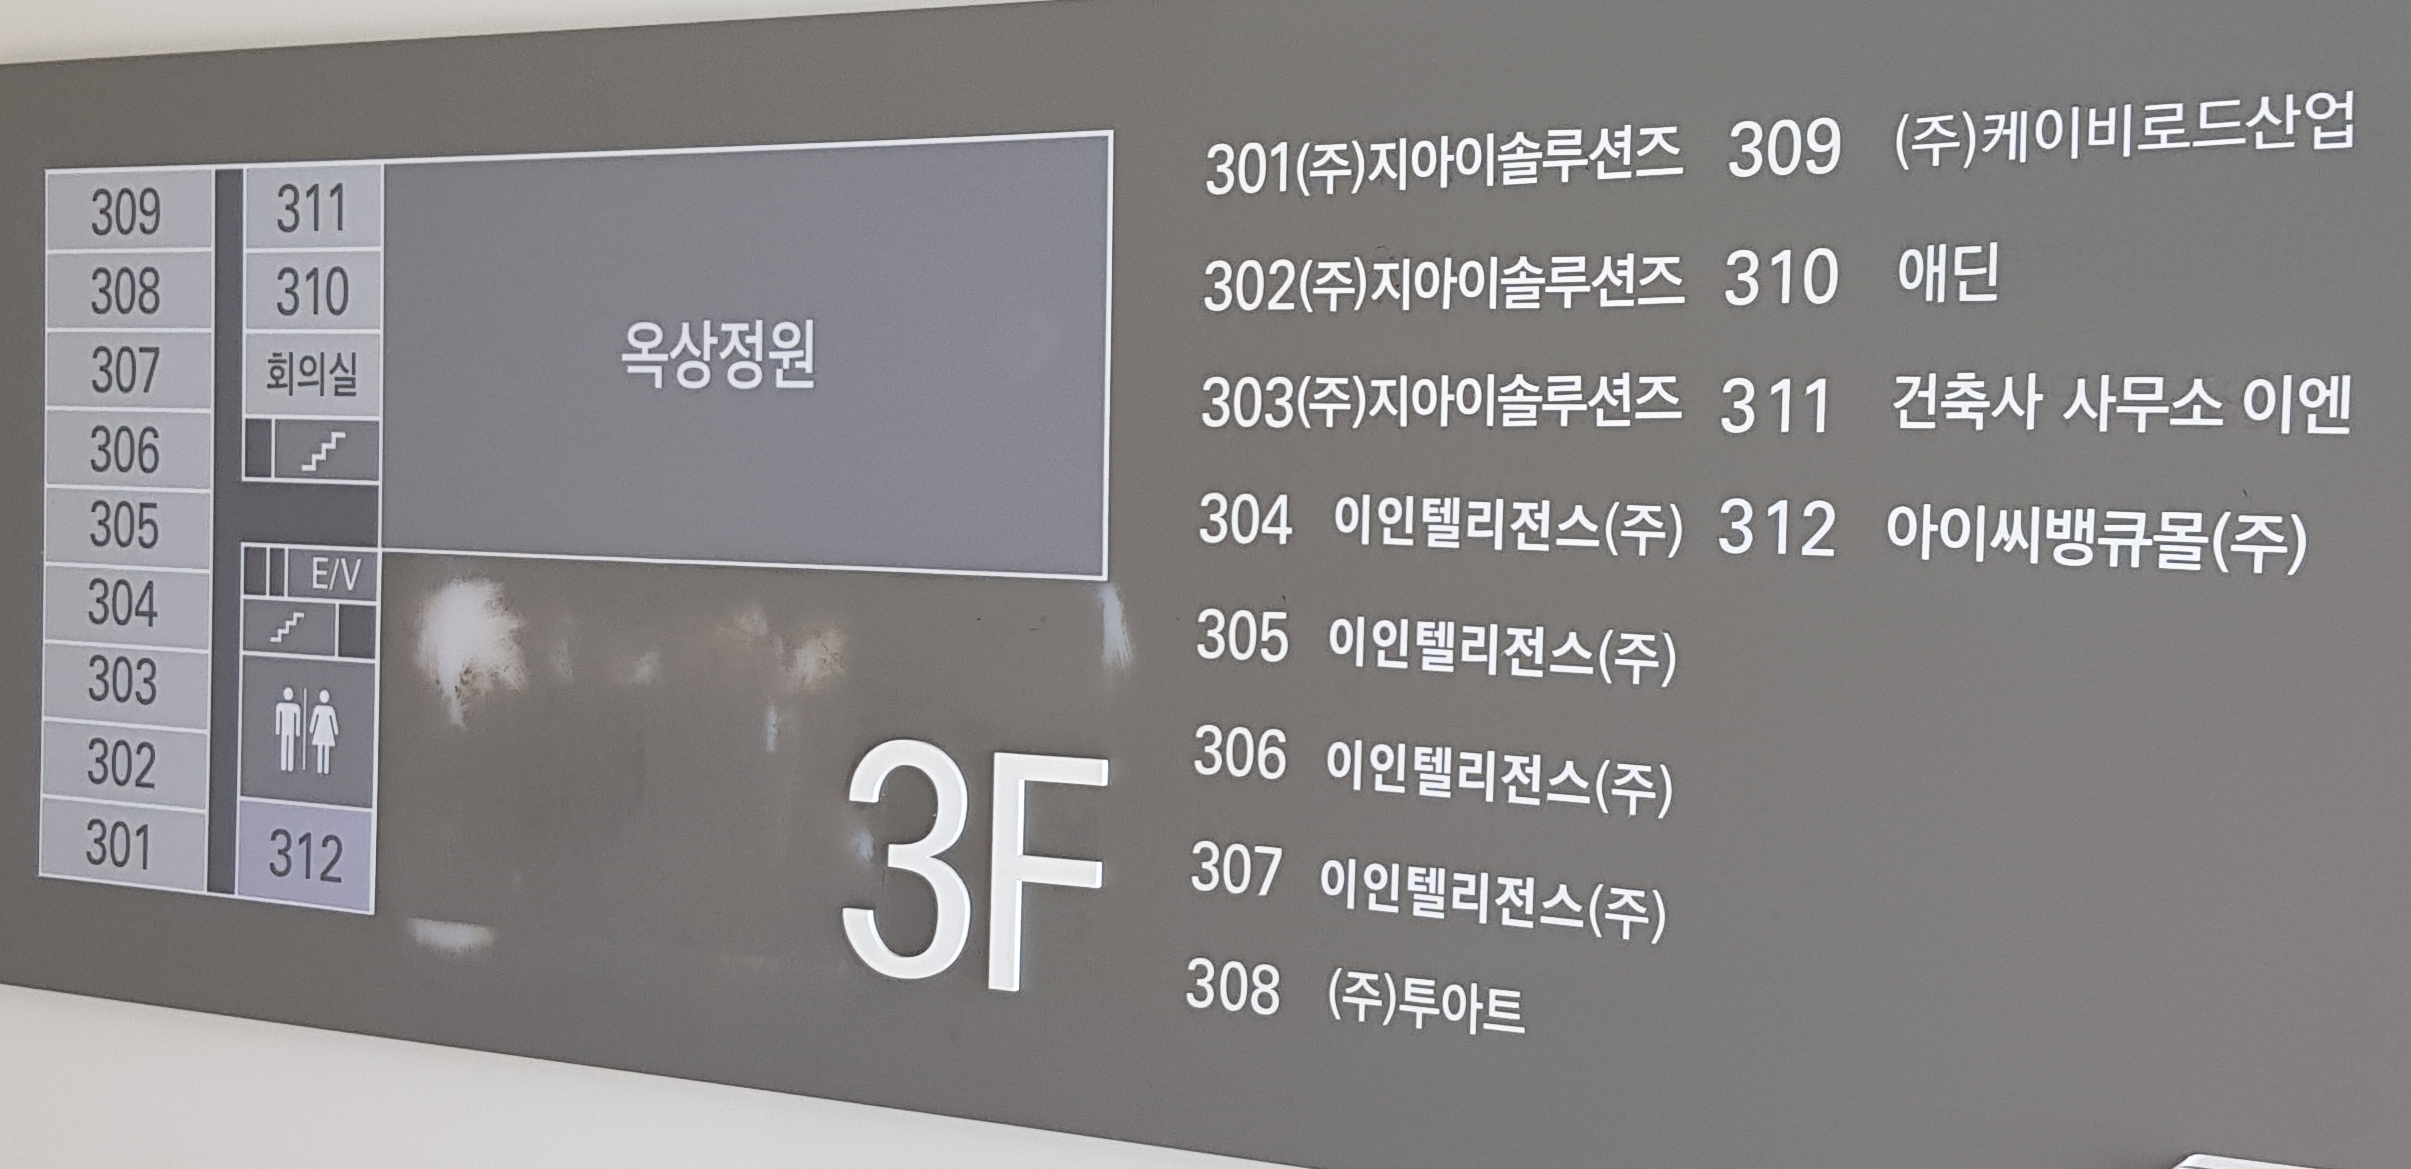 309
308
307
306
305
304
303
302
301
311
310
회의실
E/V
312
옥상정원
3F
301(주)지아이솔루션즈
302(주)지아이솔루션즈
303(주)지아이솔루션즈
304 이인텔리전스(주)
305 이인텔리전스(주)
306 이인텔리전스(주)
307 이인텔리전스(주)
308 (주)투아트
309 (주)케이비로드산업
310 애딘
311 건축사 사무소 이엔
312 아이씨뱅큐몰(주)